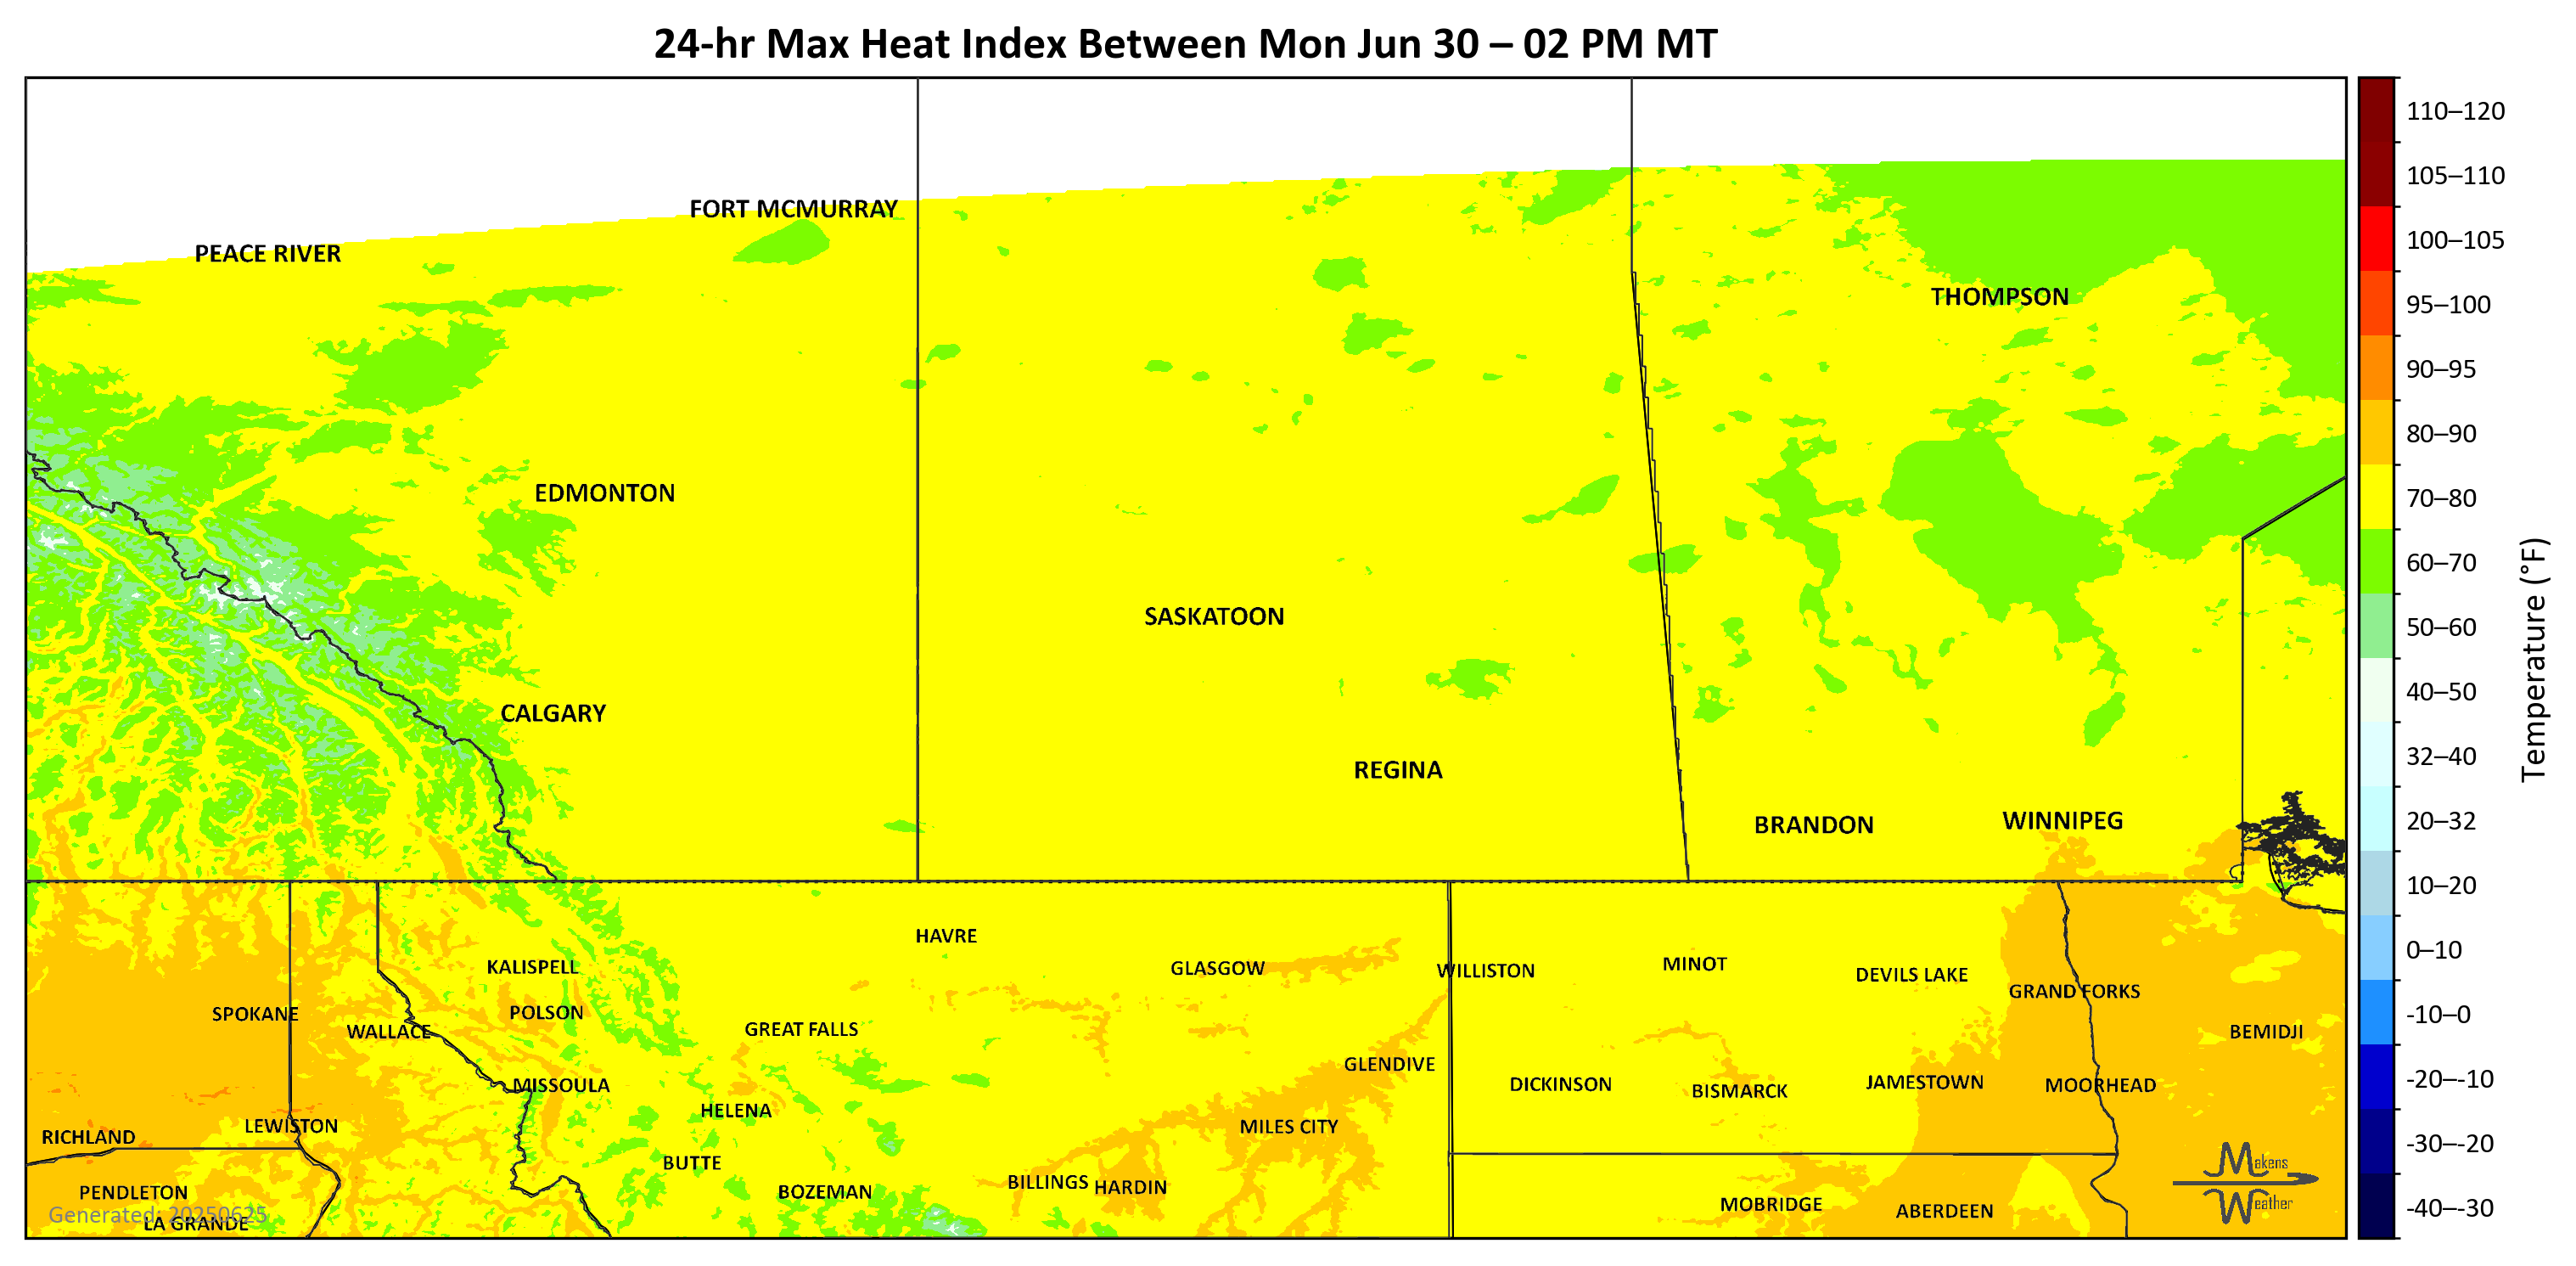 24-hr Max Heat Index Between Mon Jun 30 – 02 PM MT
FORT MCMURRAY
PEACE RIVER
THOMPSON
EDMONTON
SASKATOON
CALGARY
REGINA
BRANDON
WINNIPEG
HAVRE
KALISPELL
GLASGOW
WILLISTON
MINOT
DEVILS LAKE
GRAND FORKS
SPOKANE
POLSON
WALLACE
GREAT FALLS
BEMIDJI
GLENDIVE
MISSOULA
DICKINSON
BISMARCK
JAMESTOWN
MOORHEAD
HELENA
LEWISTON
MILES CITY
RICHLAND
BUTTE
BILLINGS
HARDIN
PENDLETON
BOZEMAN
MOBRIDGE
ABERDEEN
LA GRANDE
Generated: 20250625
Makens
Weather
110–120
105–110
100–105
95–100
90–95
80–90
70–80
60–70
50–60
40–50
32–40
20–32
10–20
0–10
-10–0
-20–-10
-30–-20
-40–-30
Temperature (°F)